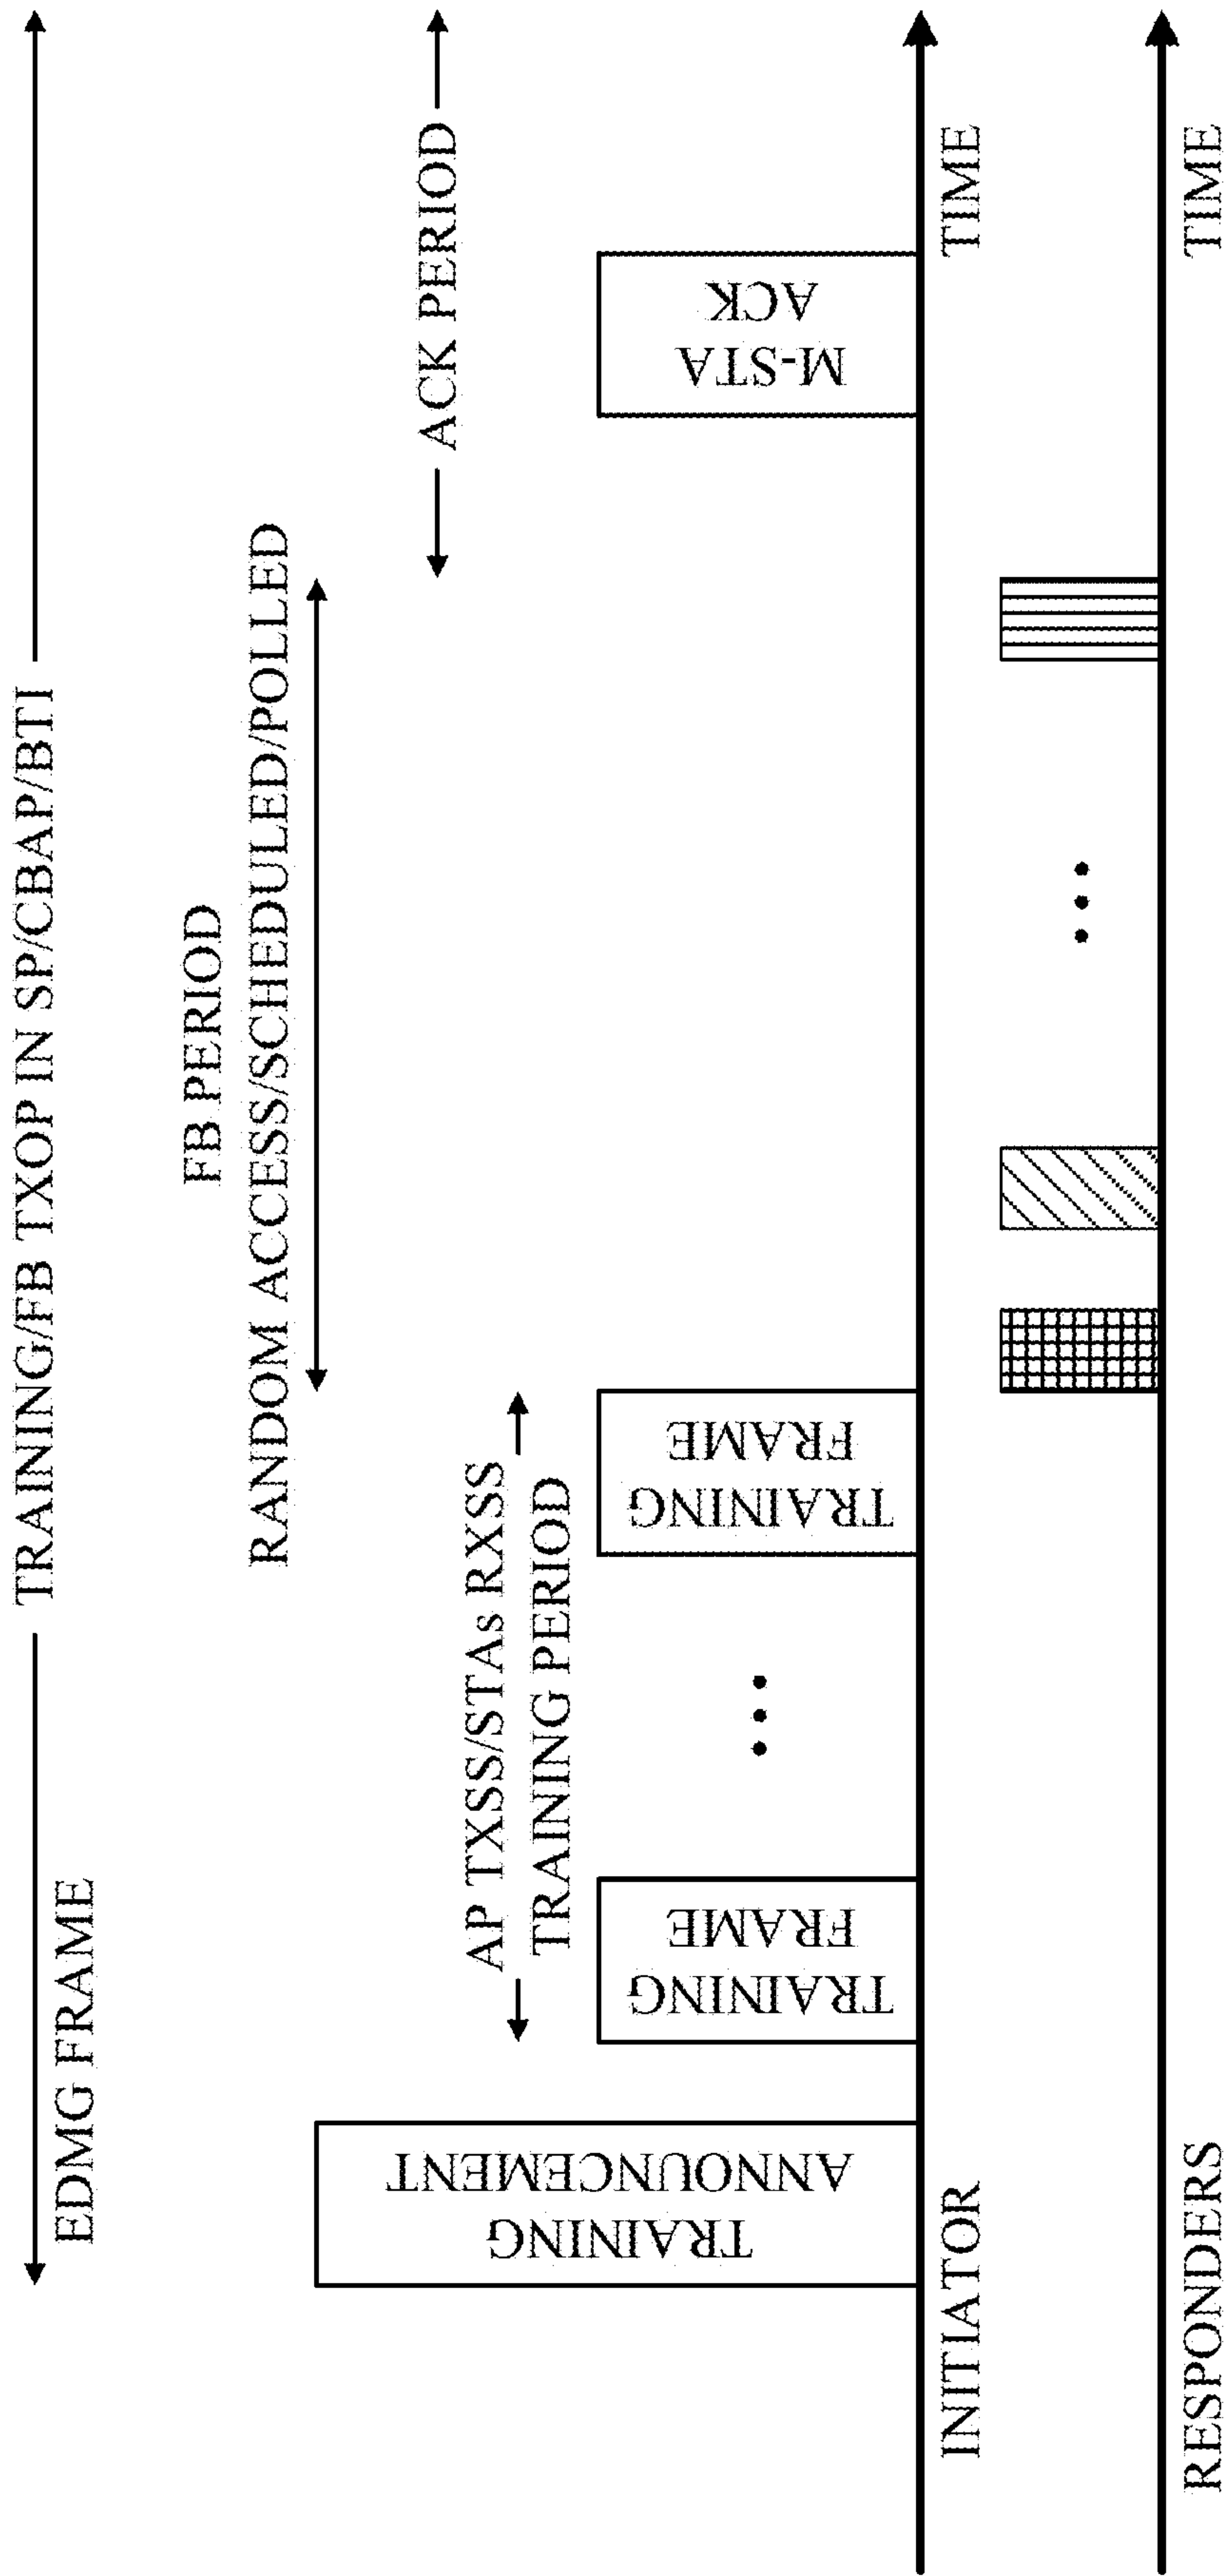 TRAINING/FB TXOP IN SP/CBAP/BTI
EDMG FRAME
FB PERIOD
RANDOM ACCESS/SCHEDULED/POLLED
ACK PERIOD
AP TXSS/STAs RXSS
TRAINING PERIOD
TRAINING
ANNOUNCEMENT
TRAINING
FRAME
TRAINING
FRAME
M-STA
ACK
INITIATOR
TIME
RESPONDERS
TIME